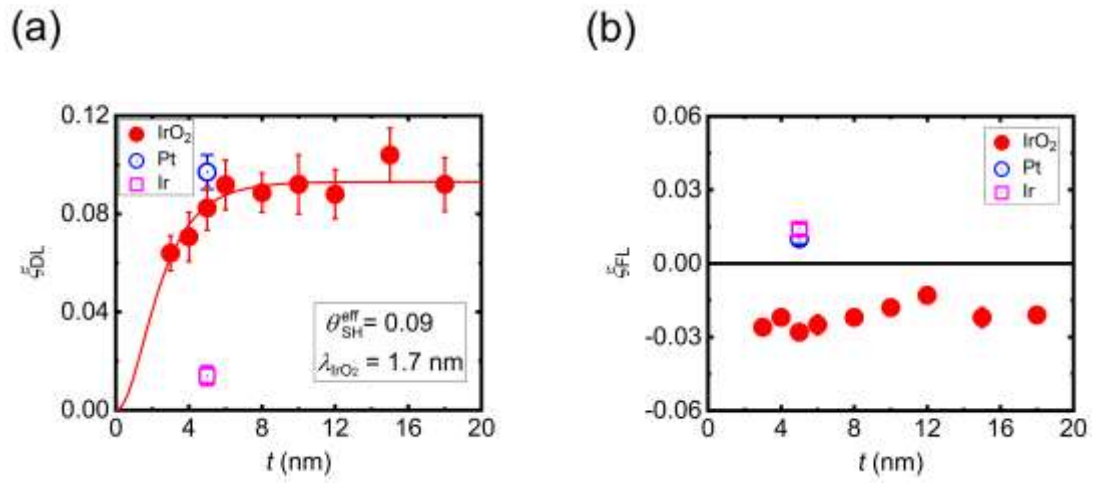 (a)
(b)
0.12
0.08
0.04
0.00
ξDL
IrO2
Pt
Ir
θ^eff_SH = 0.09
λIrO2 = 1.7 nm
0 4 8 12 16 20
t (nm)
0.06
0.03
0.00
-0.03
-0.06
ξFL
IrO2
Pt
Ir
0 4 8 12 16 20
t (nm)